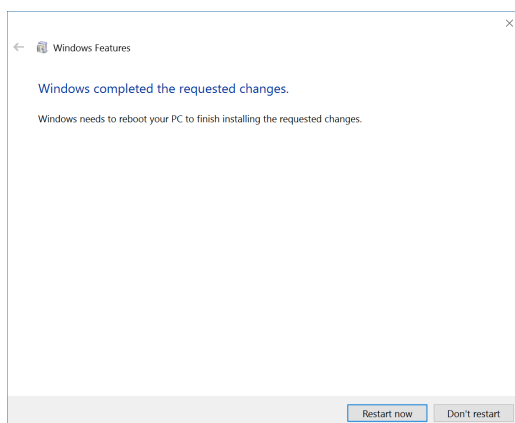 Windows Features
Windows completed the requested changes.
Windows needs to reboot your PC to finish installing the requested changes.
Restart now
Don't restart